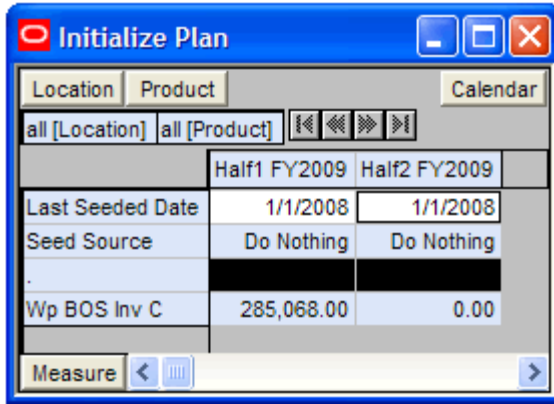 Initialize Plan
Location Product Calendar
all [Location] all [Product]
Half1 FY2009 Half2 FY2009
Last Seeded Date 1/1/2008 1/1/2008
Seed Source Do Nothing Do Nothing
.
Wp BOS Inv C 285,068.00 0.00
Measure